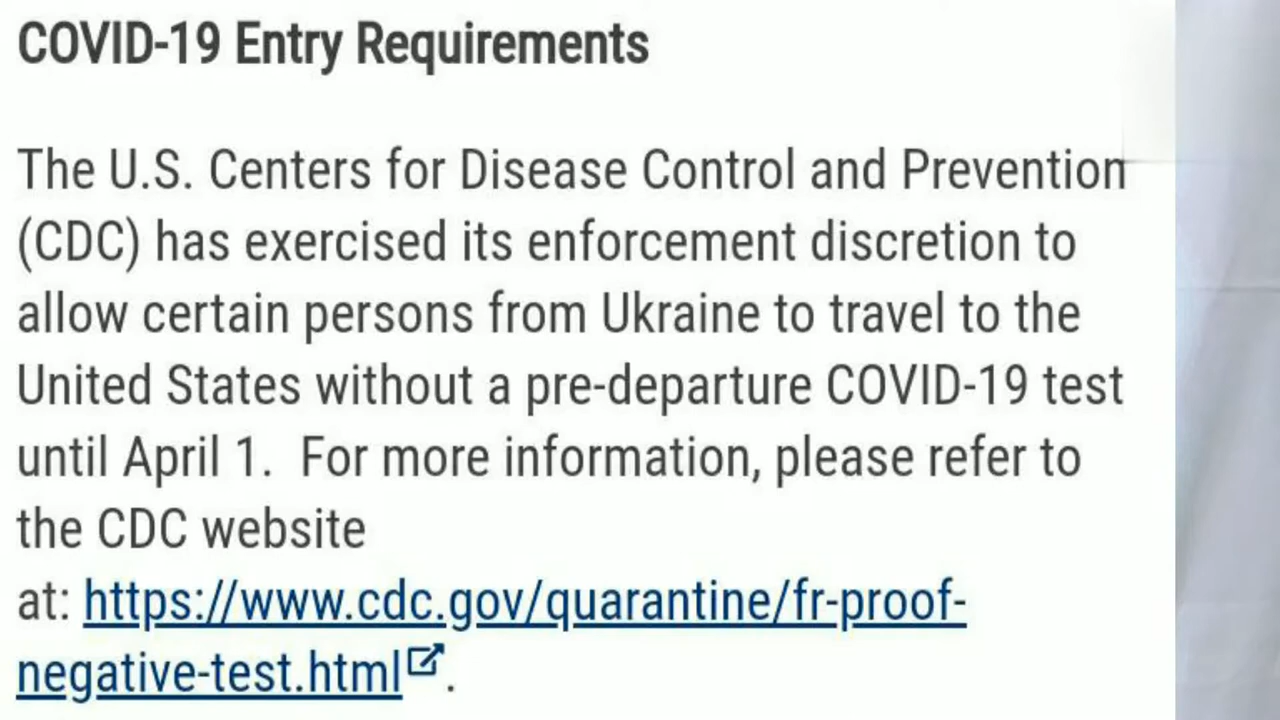 COVID-19 Entry Requirements
The U.S. Centers for Disease Control and Prevention
(CDC) has exercised its enforcement discretion to
allow certain persons from Ukraine to travel to the
United States without a pre-departure COVID-19 test
until April 1.  For more information, please refer to
the CDC website
at: https://www.cdc.gov/quarantine/fr-proof-
negative-test.html.